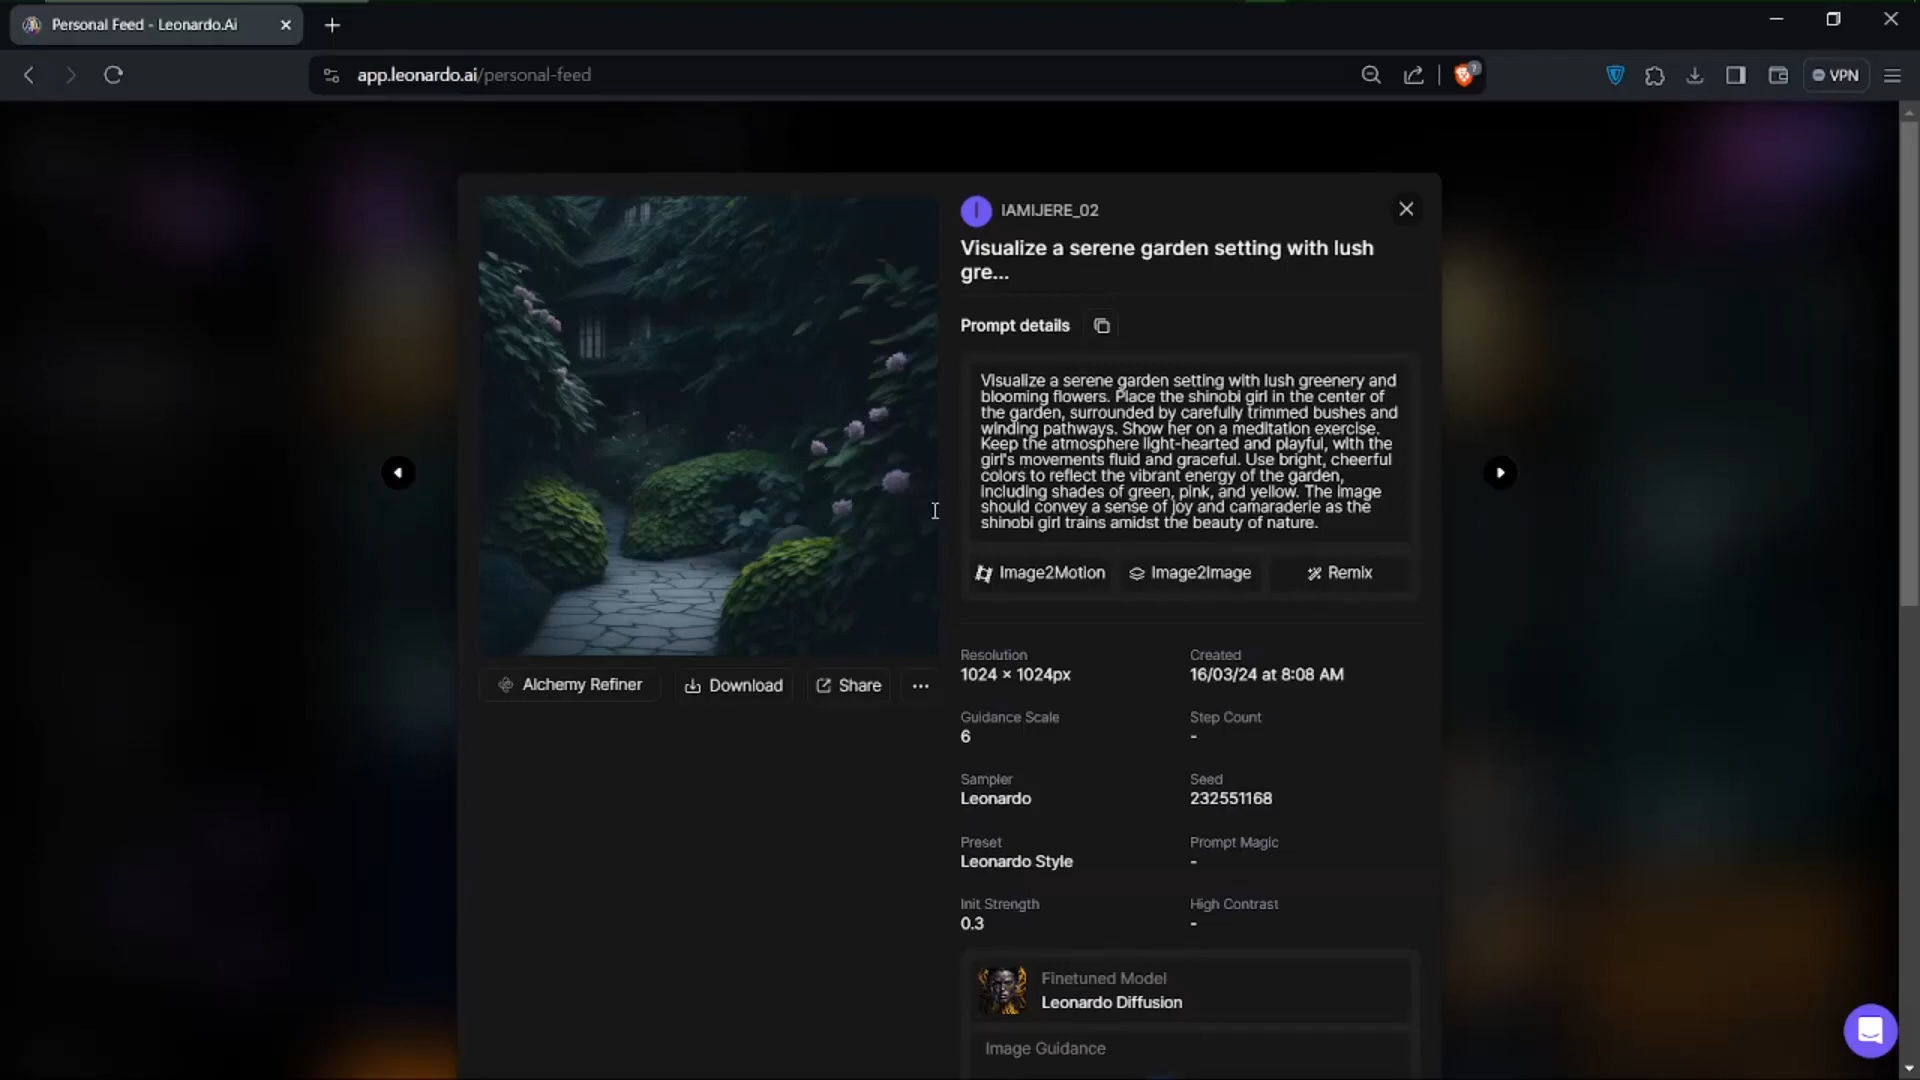 Personal Feed - Leonardo.Ai
app.leonardo.ai/personal-feed
VPN
IAMIJERE_02
Visualize a serene garden setting with lush
gre...
Prompt details
Visualize a serene garden setting with lush greenery and
blooming flowers. Place the shinobi girl in the center of
the garden, surrounded by carefully trimmed bushes and
winding pathways. Show her on a meditation exercise.
Keep the atmosphere light-hearted and playful, with the
girl's movements fluid and graceful. Use bright, cheerful
colors to reflect the vibrant energy of the garden,
including shades of green, pink, and yellow. The image
should convey a sense of joy and camaraderie as the
shinobi girl trains amidst the beauty of nature.
Image2Motion Image2Image Remix
Alchemy Refiner Download Share ...
Resolution Created
1024 × 1024px 16/03/24 at 8:08 AM
Guidance Scale Step Count
6 -
Sampler Seed
Leonardo 232551168
Preset Prompt Magic
Leonardo Style -
Init Strength High Contrast
0.3 -
Finetuned Model
Leonardo Diffusion
Image Guidance